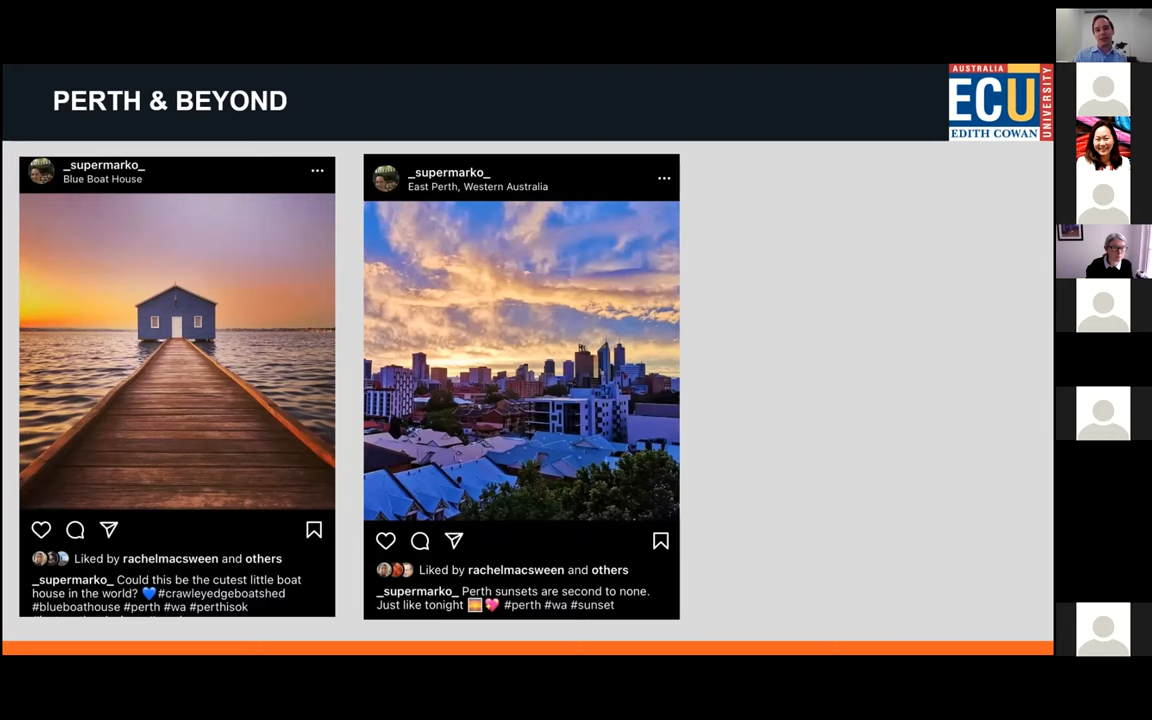 PERTH & BEYOND
AUSTRALIA
ECU
EDITH COWAN
UNIVERSITY
_supermarko_
Blue Boat House
Liked by rachelmacsween and others
_supermarko_ Could this be the cutest little boat
house in the world? 💙#crawleyedgeboatshed
#blueboathouse #perth #wa #perthisok
_supermarko_
East Perth, Western Australia
Liked by rachelmacsween and others
_supermarko_ Perth sunsets are second to none.
Just like tonight 🌅💖 #perth #wa #sunset